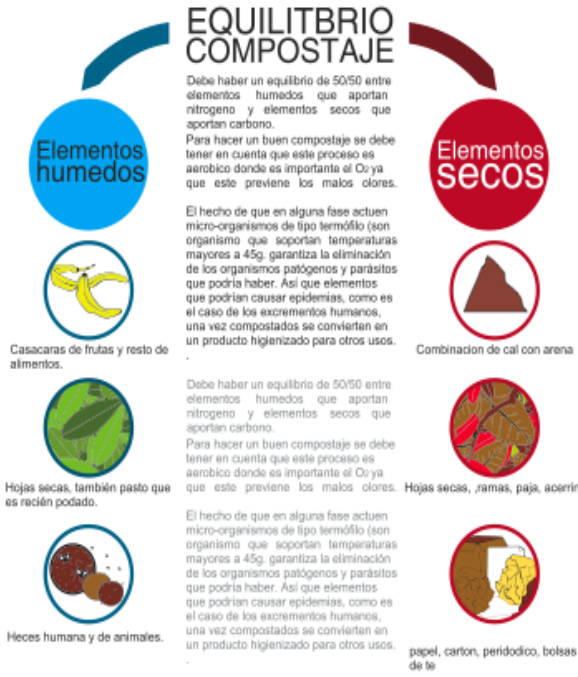 EQUILITBRIO
COMPOSTAJE
Debe haber un equilibrio de 50/50 entre
elementos humedos que aportan
nitrogeno y elementos secos que
aportan carbono.
Para hacer un buen compostaje se debe
tener en cuenta que este proceso es
aerobico donde es importante el O2 ya
que este previene los malos olores.
El hecho de que en alguna fase actuen
micro-organismos de tipo termófilo (son
organismo que soportan temperaturas
mayores a 45g. garantiza la eliminación
de los organismos patógenos y parásitos
que podria haber. Así que elementos
que podrían causar epidemias, como es
el caso de los excrementos humanos,
una vez compostados se convierten en
un producto higienizado para otros usos.
.
Debe haber un equilibrio de 50/50 entre
elementos humedos que aportan
nitrogeno y elementos secos que
aportan carbono.
Para hacer un buen compostaje se debe
tener en cuenta que este proceso es
aerobico donde es importante el O2 ya
que este previene los malos olores.
El hecho de que en alguna fase actuen
micro-organismos de tipo termófilo (son
organismo que soportan temperaturas
mayores a 45g. garantiza la eliminación
de los organismos patógenos y parásitos
que podria haber. Así que elementos
que podrían causar epidemias, como es
el caso de los excrementos humanos,
una vez compostados se convierten en
un producto higienizado para otros usos.
.
Elementos
humedos
Casacaras de frutas y resto de
alimentos.
Hojas secas, también pasto que
es recién podado.
Heces humana y de animales.
Elementos
secos
Combinacion de cal con arena
Hojas secas, ,ramas, paja, acerrir
papel, carton, peridodico, bolsas
de te